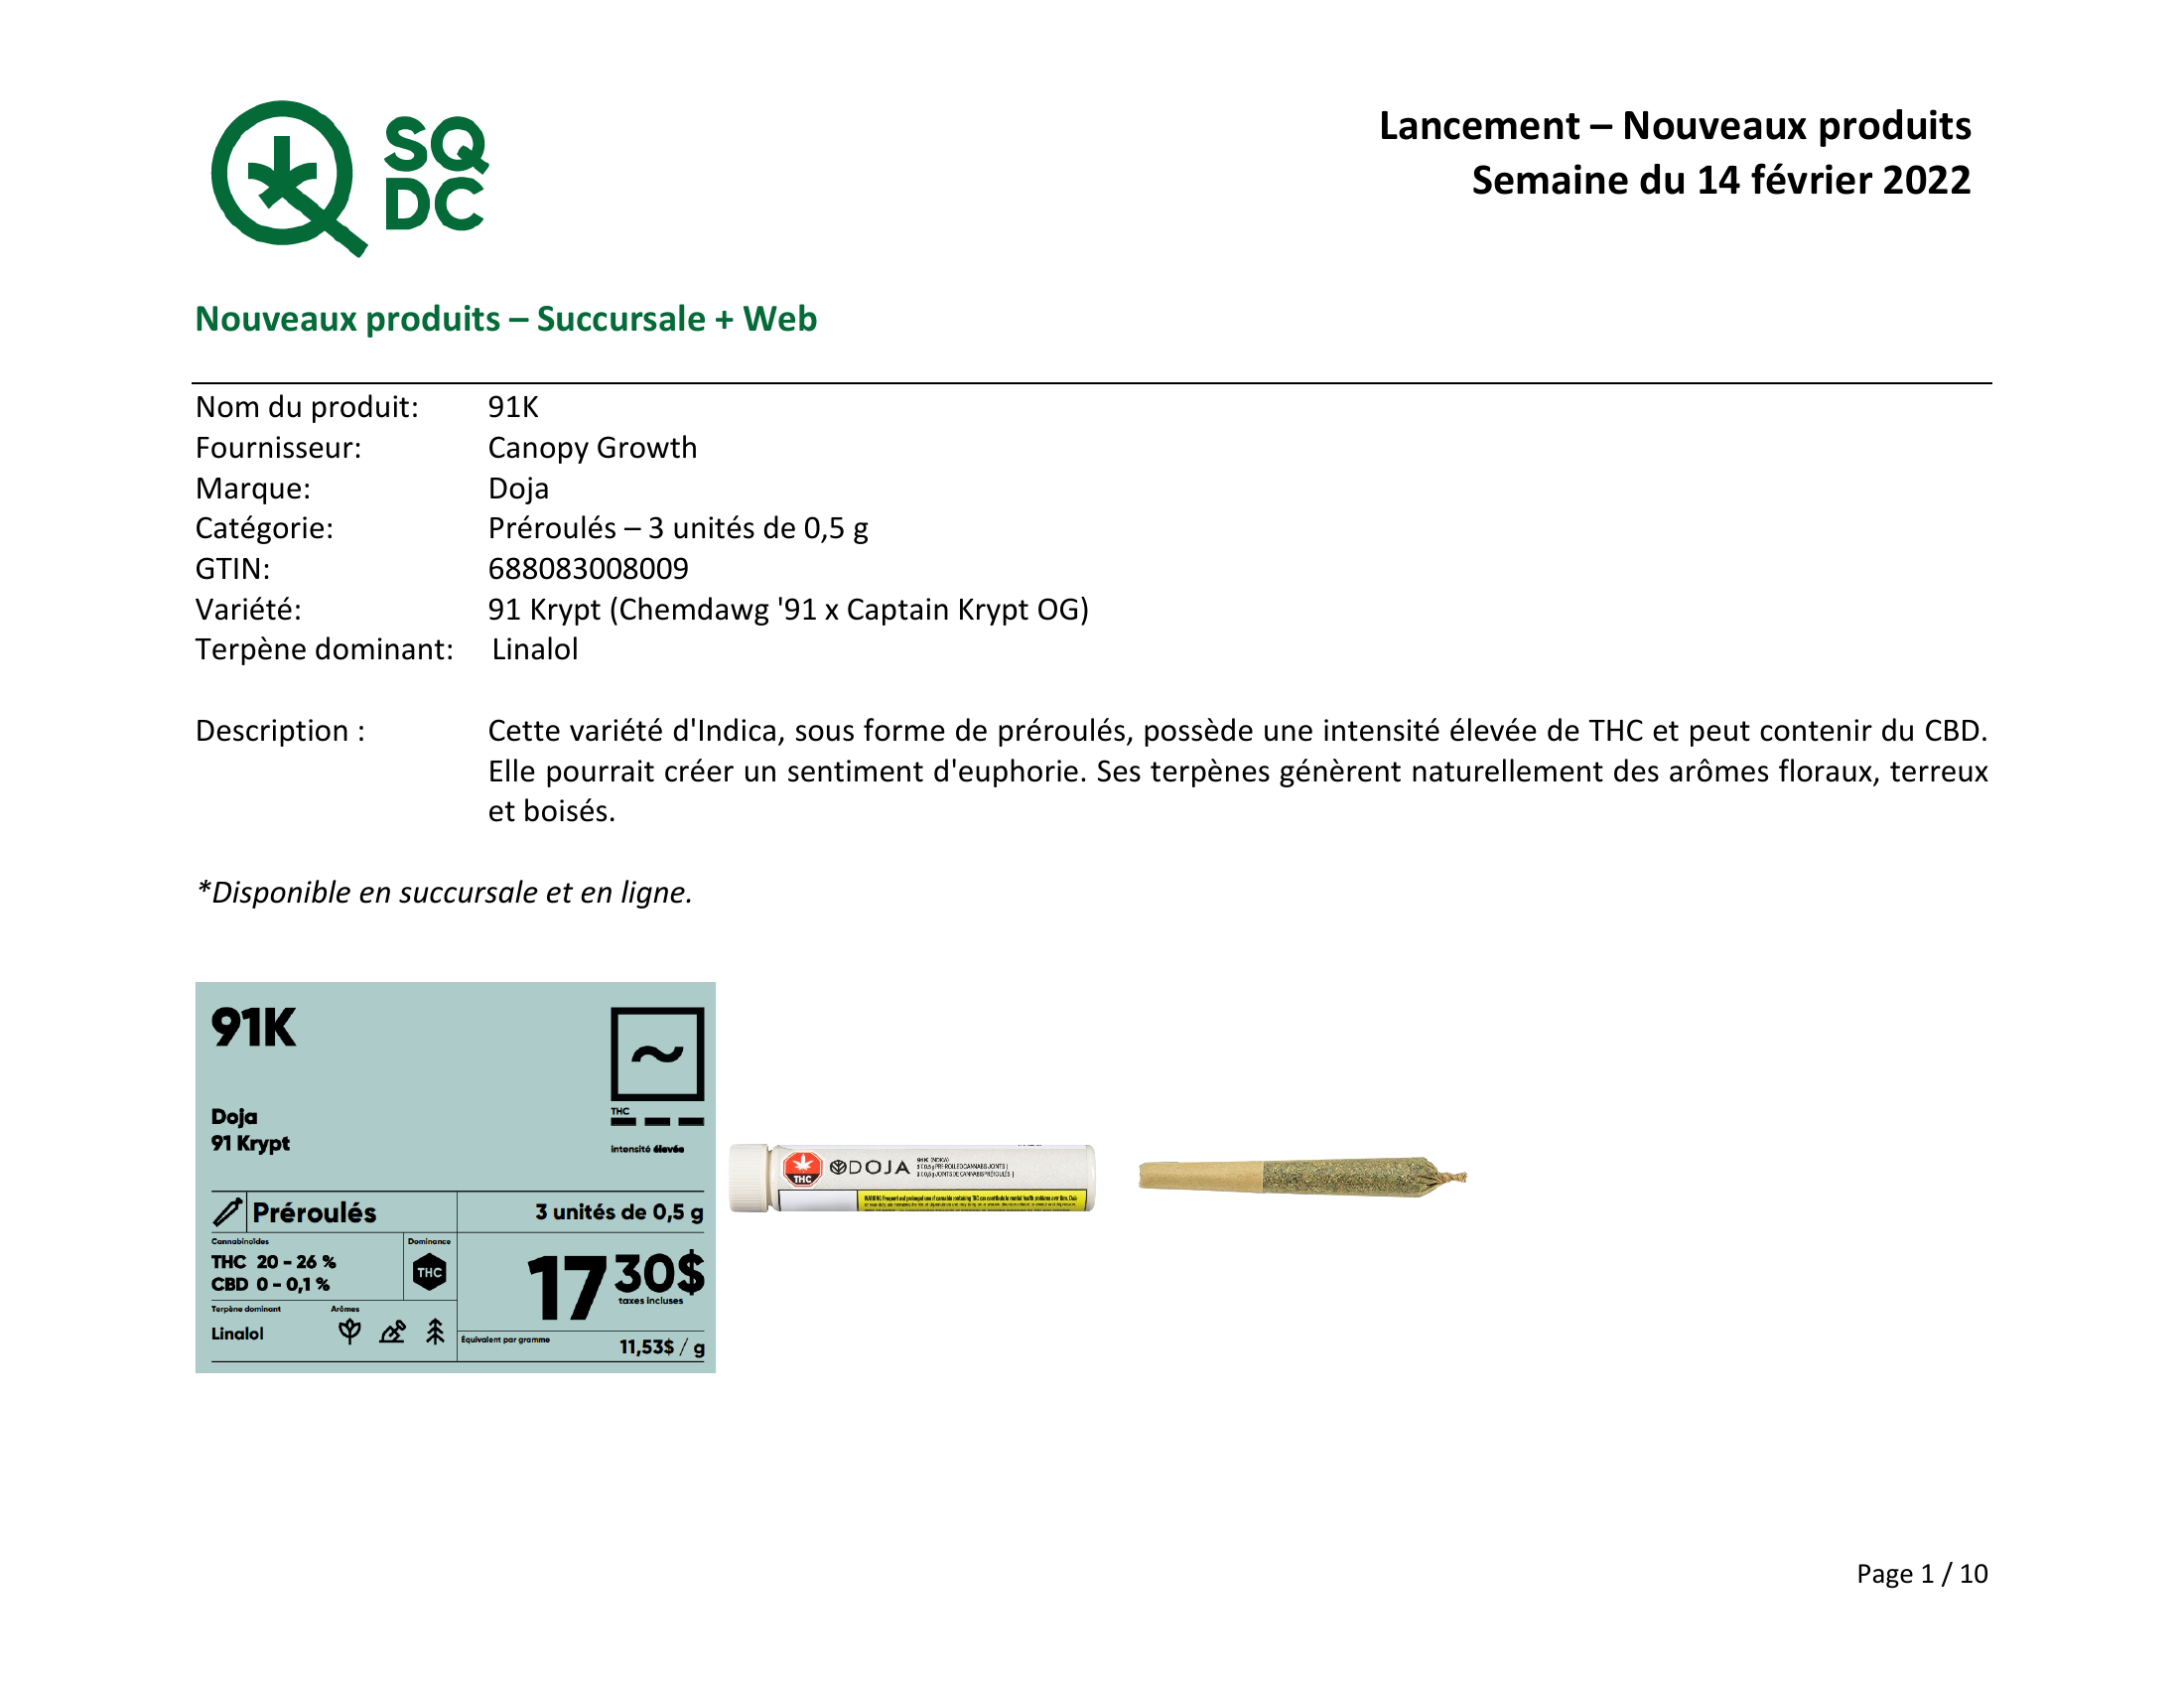 SQ
DC
Lancement – Nouveaux produits
Semaine du 14 février 2022
Nouveaux produits – Succursale + Web
Nom du produit: 91K
Fournisseur: Canopy Growth
Marque: Doja
Catégorie: Préroulés – 3 unités de 0,5 g
GTIN: 688083008009
Variété: 91 Krypt (Chemdawg '91 x Captain Krypt OG)
Terpène dominant: Linalol
Description : Cette variété d'Indica, sous forme de préroulés, possède une intensité élevée de THC et peut contenir du CBD.
Elle pourrait créer un sentiment d'euphorie. Ses terpènes génèrent naturellement des arômes floraux, terreux
et boisés.
*Disponible en succursale et en ligne.
91K
Doja
91 Krypt
THC
intensité élevée
Préroulés
3 unités de 0,5 g
Cannabinoïdes
THC 20 - 26 %
CBD 0 - 0,1 %
Dominance
THC
17 30$
taxes incluses
Terpène dominant
Linalol
Arômes
Équivalent par gramme
11,53$ / g
THC
DOJA
91K (INDICA)
Page 1 / 10